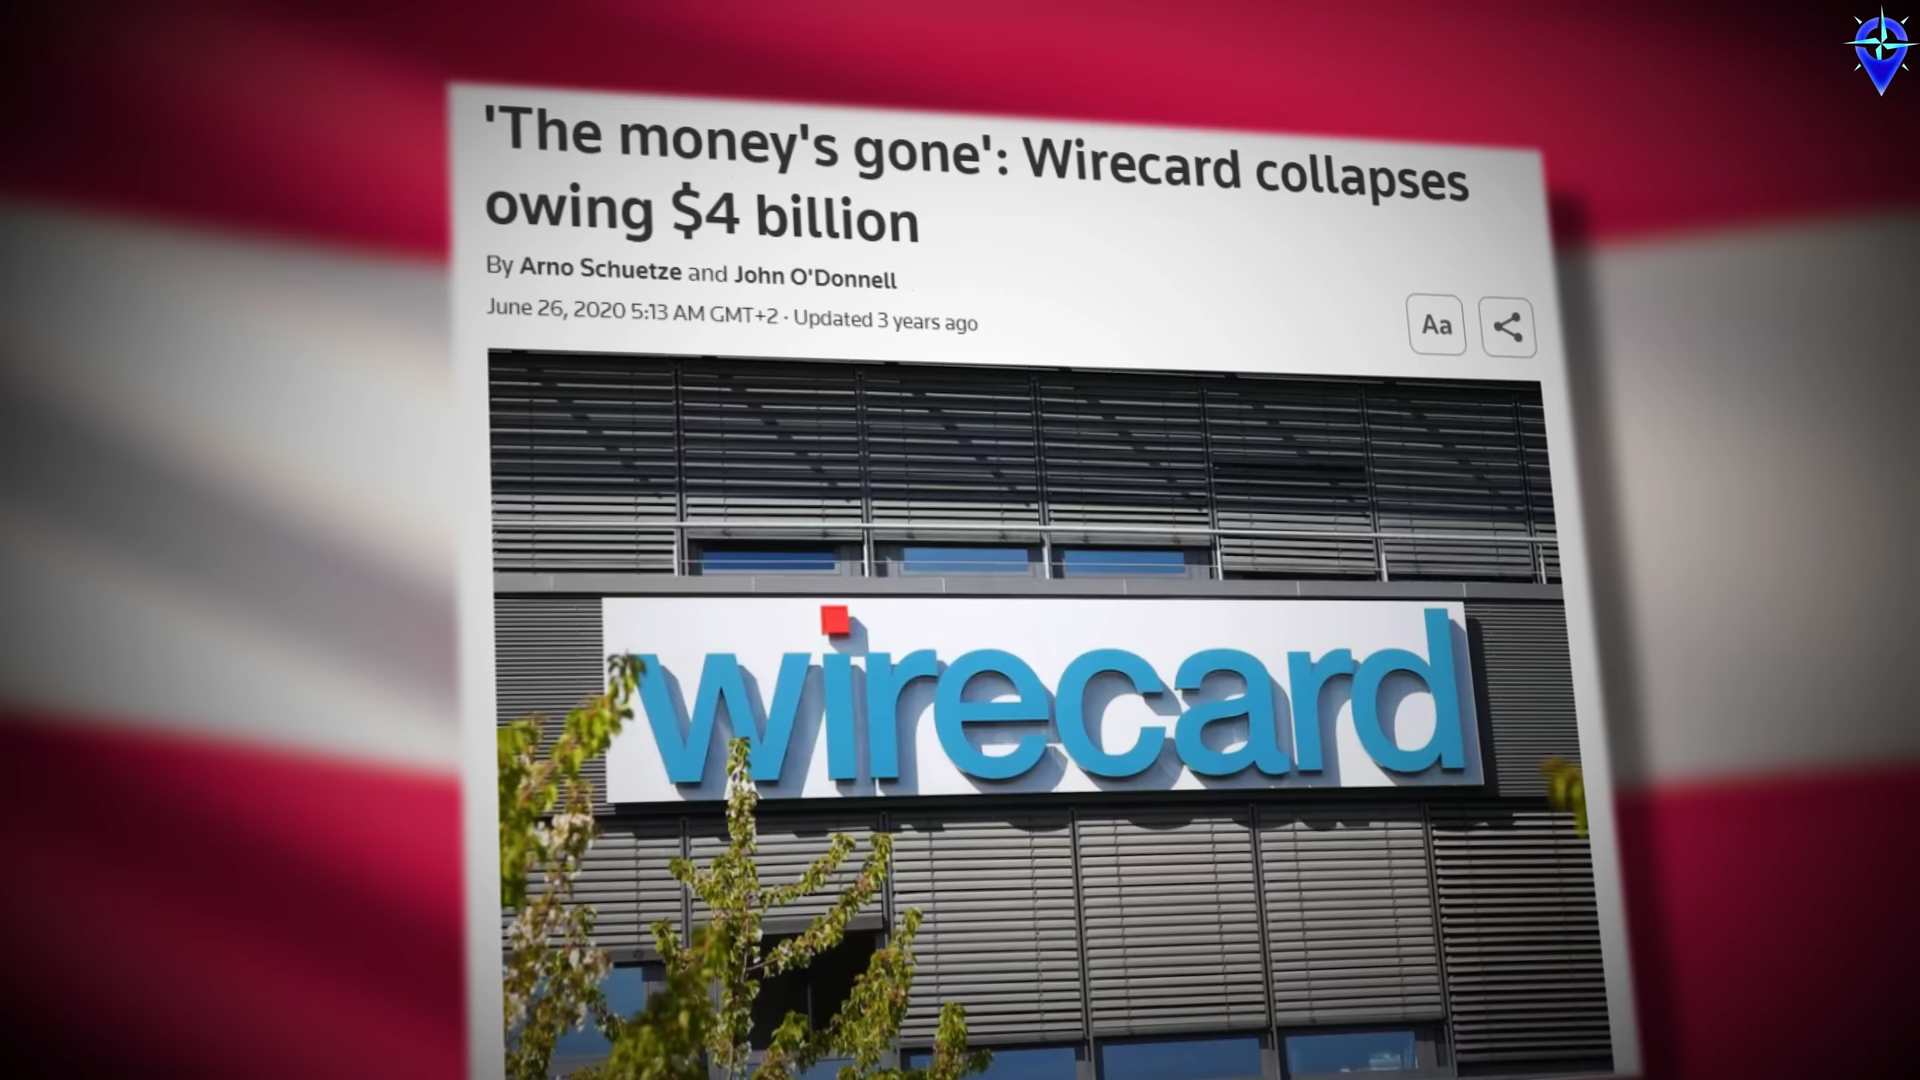 'The money's gone': Wirecard collapses
owing $4 billion
By Arno Schuetze and John O'Donnell
June 26, 2020 5:13 AM GMT+2 · Updated 3 years ago
Aa
wirecard